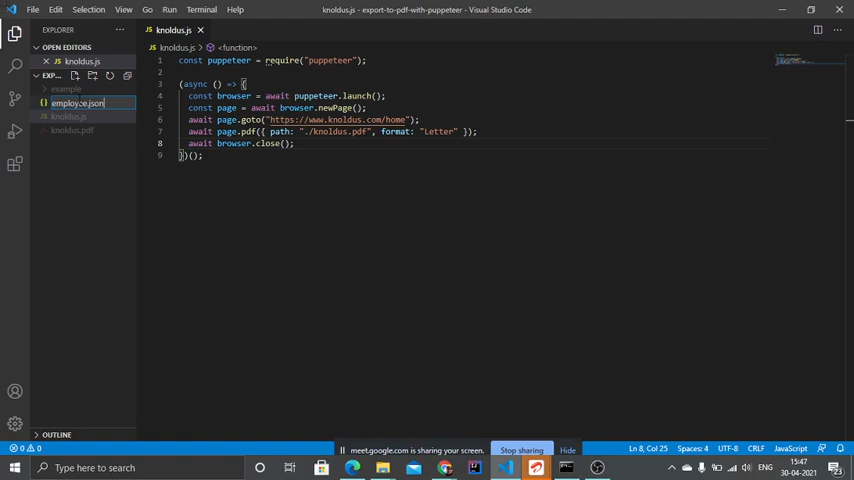 File Edit Selection View Go Run Terminal Help
knoldus.js - export-to-pdf-with-puppeteer - Visual Studio Code
EXPLORER
OPEN EDITORS
knoldus.js
EXP...
example
employee.json
knoldus.js
knoldus.pdf
OUTLINE
knoldus.js
knoldus.js > <function>
1 const puppeteer = require("puppeteer");
2
3 (async () => {
4 const browser = await puppeteer.launch();
5 const page = await browser.newPage();
6 await page.goto("https://www.knoldus.com/home");
7 await page.pdf({ path: "./knoldus.pdf", format: "Letter" });
8 await browser.close();
9 })();
0 0
Ln 8, Col 25 Spaces: 4 UTF-8 CRLF JavaScript
meet.google.com is sharing your screen. Stop sharing Hide
Type here to search
ENG
15:47
30-04-2021
23